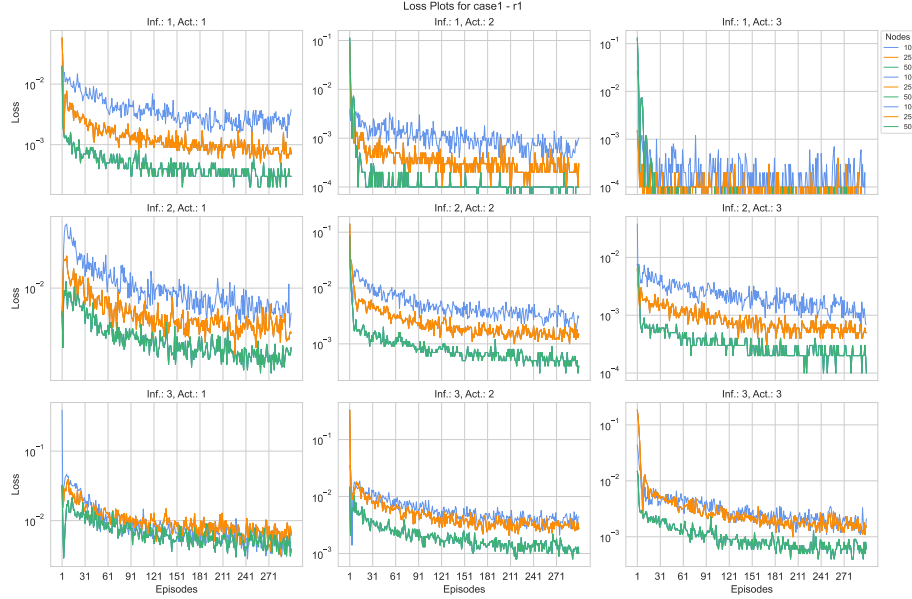 Loss Plots for case1 - r1
Inf.: 1, Act.: 1
Inf.: 1, Act.: 2
Inf.: 1, Act.: 3
Loss
10⁻²
10⁻³
10⁻¹
10⁻²
10⁻³
10⁻⁴
10⁻¹
10⁻²
10⁻³
10⁻⁴
Nodes
10
25
50
10
25
50
10
25
50
Inf.: 2, Act.: 1
Inf.: 2, Act.: 2
Inf.: 2, Act.: 3
Loss
10⁻²
10⁻¹
10⁻²
10⁻³
10⁻²
10⁻³
10⁻⁴
Inf.: 3, Act.: 1
Inf.: 3, Act.: 2
Inf.: 3, Act.: 3
Loss
10⁻¹
10⁻²
10⁻¹
10⁻²
10⁻³
10⁻¹
10⁻²
10⁻³
1 31 61 91 121 151 181 211 241 271
1 31 61 91 121 151 181 211 241 271
1 31 61 91 121 151 181 211 241 271
Episodes
Episodes
Episodes